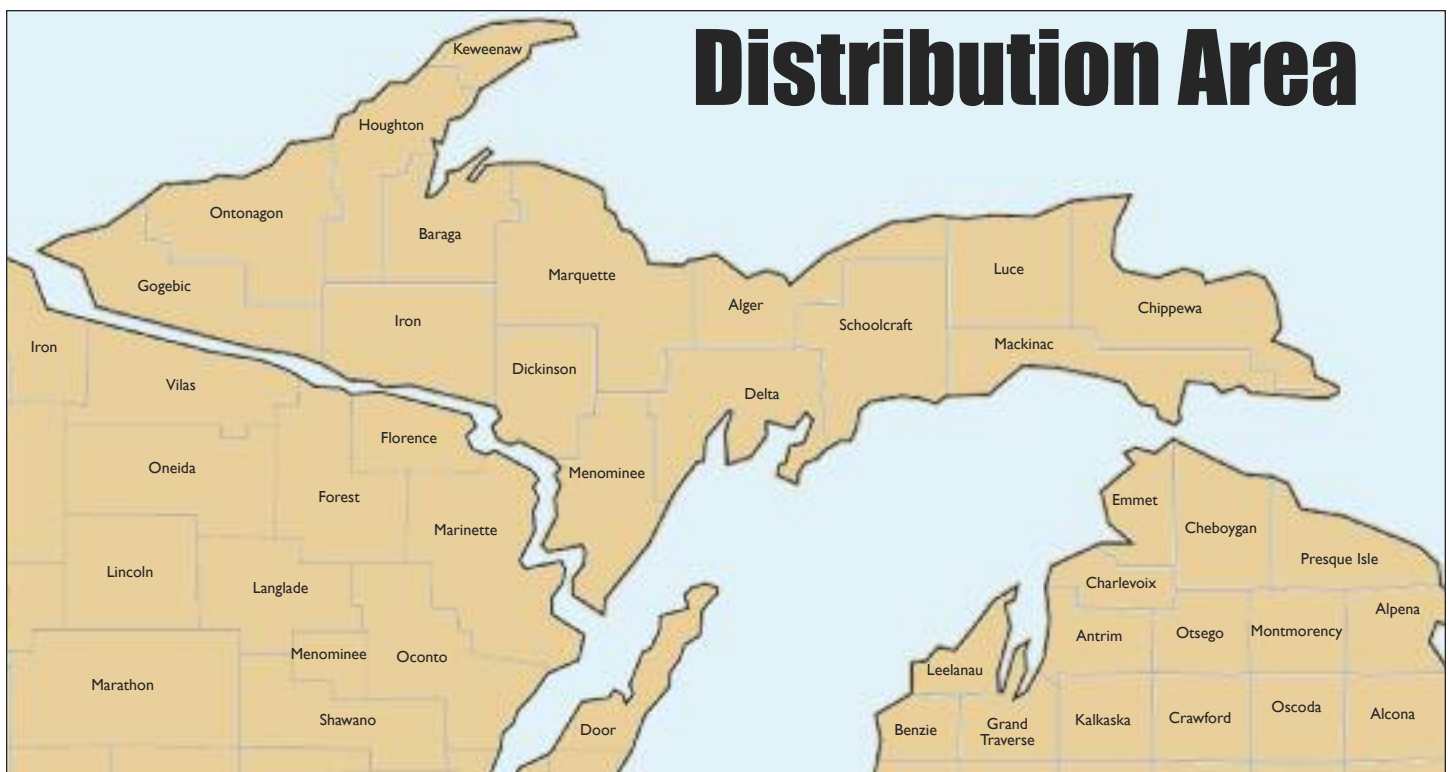 Distribution Area
Keweenaw
Houghton
Ontonagon
Baraga
Gogebic
Marquette
Luce
Alger
Chippewa
Iron
Schoolcraft
Mackinac
Iron
Dickinson
Vilas
Delta
Florence
Oneida
Menominee
Forest
Emmet
Marinette
Cheboygan
Presque Isle
Lincoln
Langlade
Charlevoix
Alpena
Antrim
Otsego
Montmorency
Menominee
Oconto
Leelanau
Marathon
Shawano
Door
Benzie
Grand
Traverse
Kalkaska
Crawford
Oscoda
Alcona